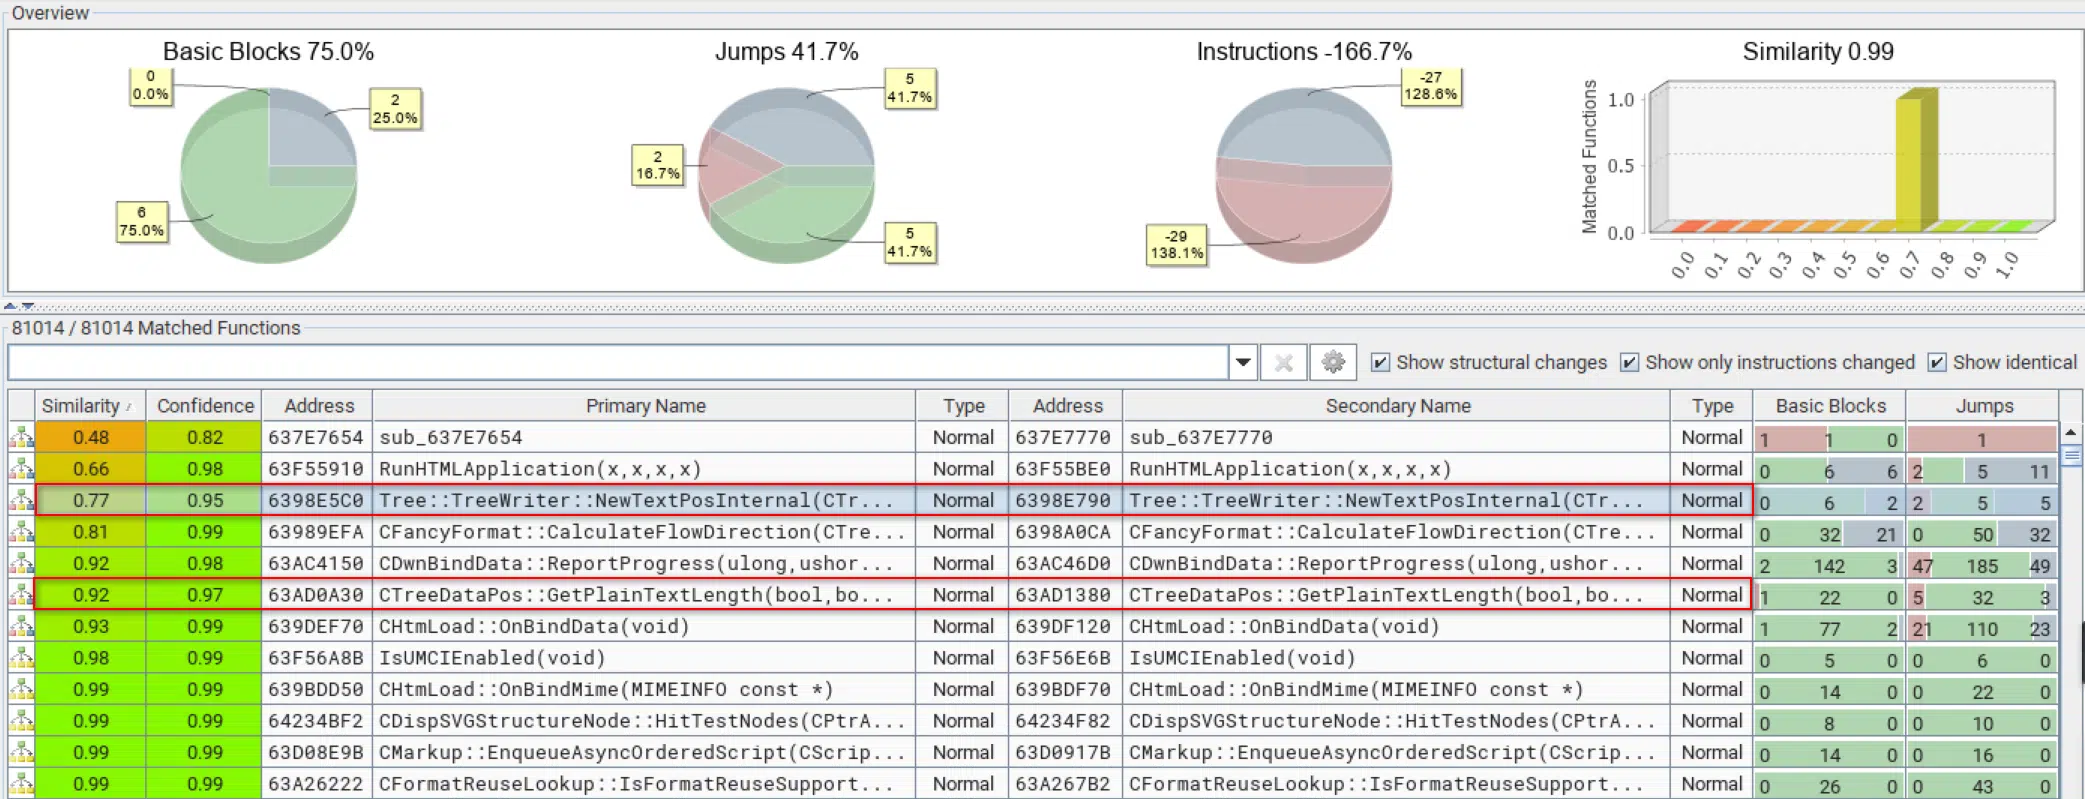 Overview
Basic Blocks 75.0%
0
0.0%
2
25.0%
6
75.0%
Jumps 41.7%
5
41.7%
2
16.7%
5
41.7%
Instructions -166.7%
-27
128.6%
-29
138.1%
Similarity 0.99
Matched Functions
1.0
0.5
0.0
0.0 0.1 0.2 0.3 0.4 0.5 0.6 0.7 0.8 0.9 1.0
81014 / 81014 Matched Functions
Show structural changes Show only instructions changed Show identical
Similarity Confidence Address Primary Name Type Address Secondary Name Type Basic Blocks Jumps
0.48 0.82 637E7654 sub_637E7654 Normal 637E7770 sub_637E7770 Normal 1 1 0 1
0.66 0.98 63F55910 RunHTMLApplication(x,x,x,x) Normal 63F55BE0 RunHTMLApplication(x,x,x,x) Normal 0 6 6 2 5 11
0.77 0.95 6398E5C0 Tree::TreeWriter::NewTextPosInternal(CTr... Normal 6398E790 Tree::TreeWriter::NewTextPosInternal(CTr... Normal 0 6 2 2 5 5
0.81 0.99 63989EFA CFancyFormat::CalculateFlowDirection(CTre... Normal 6398A0CA CFancyFormat::CalculateFlowDirection(CTre... Normal 0 32 21 0 50 32
0.92 0.98 63AC4150 CDwnBindData::ReportProgress(ulong,ushor... Normal 63AC46D0 CDwnBindData::ReportProgress(ulong,ushor... Normal 2 142 3 47 185 49
0.92 0.97 63AD0A30 CTreeDataPos::GetPlainTextLength(bool,bo... Normal 63AD1380 CTreeDataPos::GetPlainTextLength(bool,bo... Normal 1 22 0 5 32 3
0.93 0.99 639DEF70 CHtmLoad::OnBindData(void) Normal 639DF120 CHtmLoad::OnBindData(void) Normal 1 77 2 21 110 23
0.98 0.99 63F56A8B IsUMCIEnabled(void) Normal 63F56E6B IsUMCIEnabled(void) Normal 0 5 0 0 6 0
0.99 0.99 639BDD50 CHtmLoad::OnBindMime(MIMEINFO const *) Normal 639BDF70 CHtmLoad::OnBindMime(MIMEINFO const *) Normal 0 14 0 0 22 0
0.99 0.99 64234BF2 CDispSVGStructureNode::HitTestNodes(CPtrA... Normal 64234F82 CDispSVGStructureNode::HitTestNodes(CPtrA... Normal 0 8 0 0 10 0
0.99 0.99 63D08E9B CMarkup::EnqueueAsyncOrderedScript(CScrip... Normal 63D0917B CMarkup::EnqueueAsyncOrderedScript(CScrip... Normal 0 14 0 0 16 0
0.99 0.99 63A26222 CFormatReuseLookup::IsFormatReuseSupport... Normal 63A267B2 CFormatReuseLookup::IsFormatReuseSupport... Normal 0 26 0 0 43 0